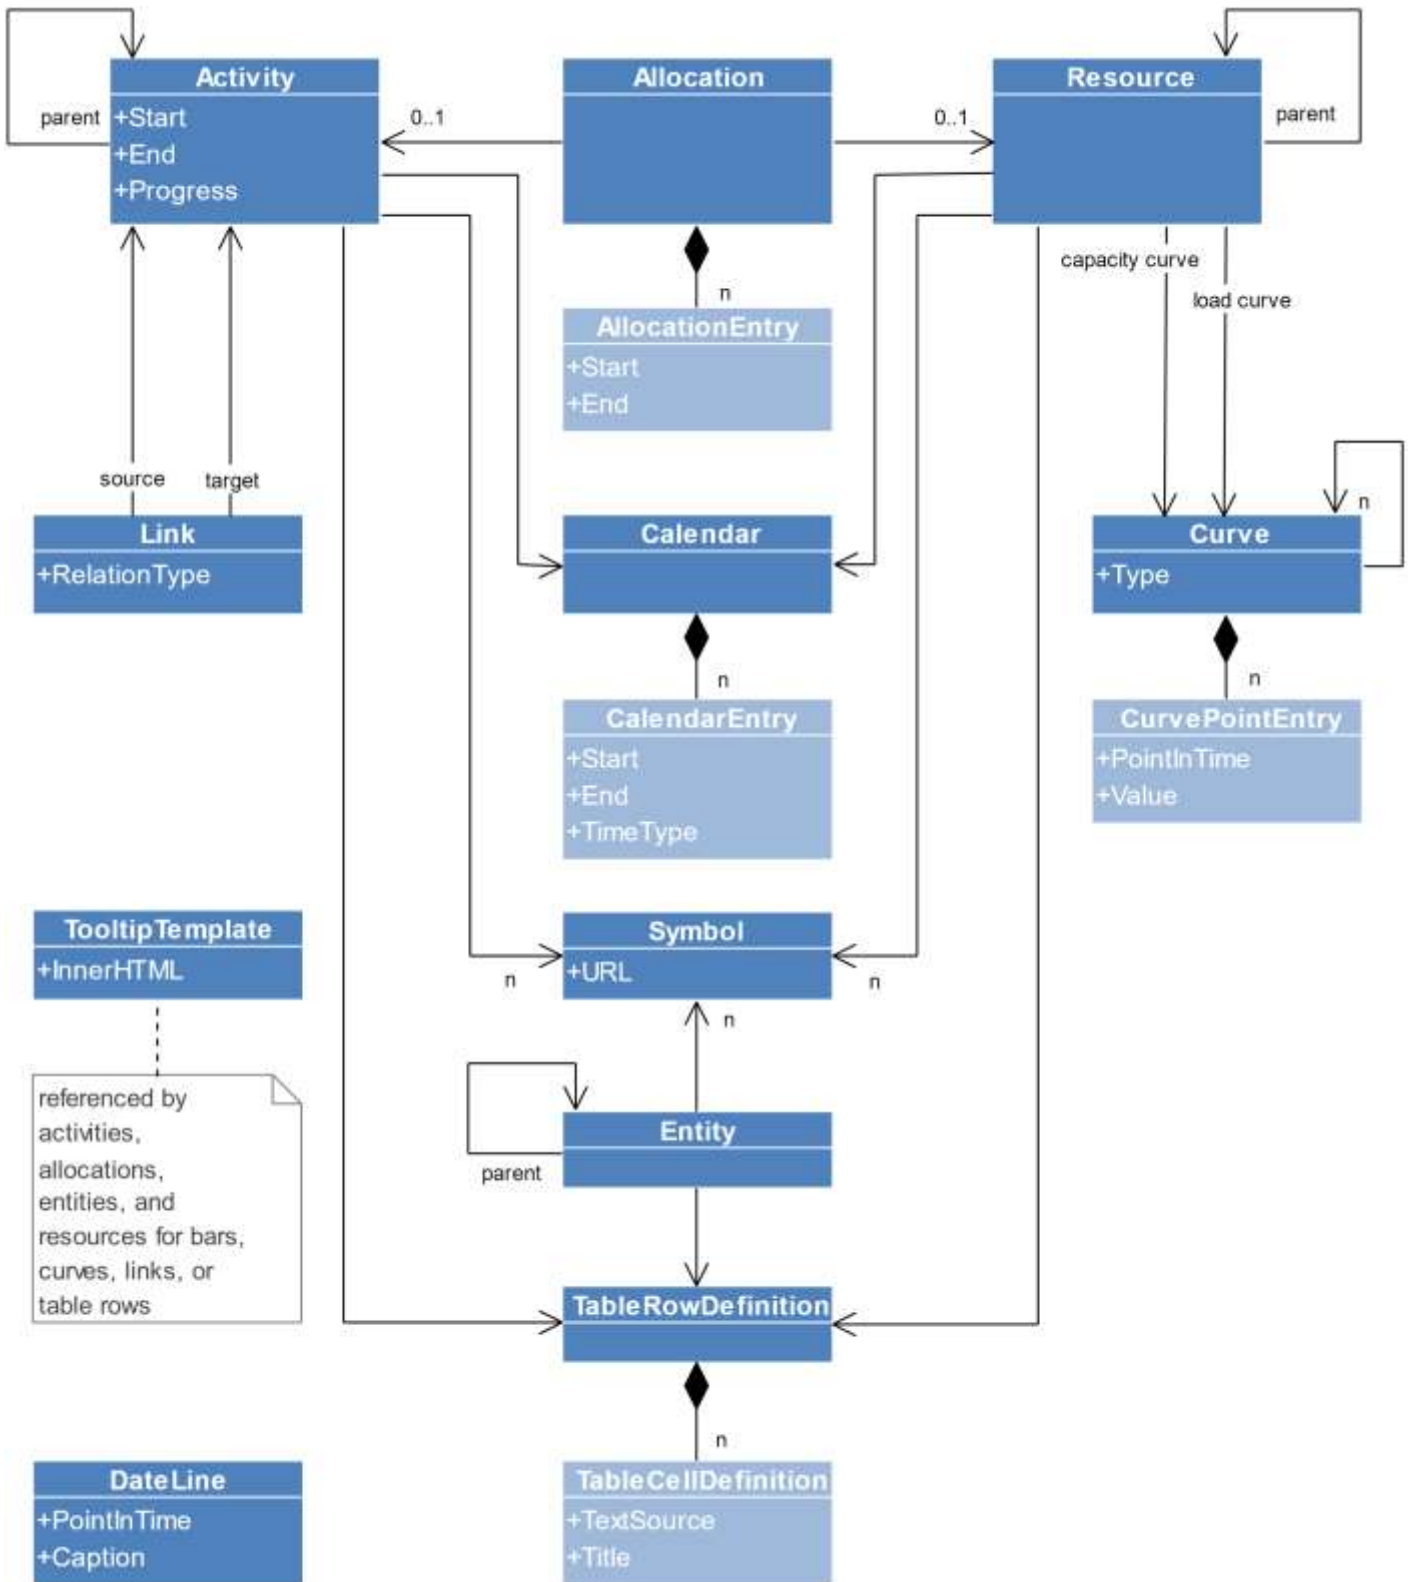 Activity
+Start
+End
+Progress
parent
0..1
Allocation
0..1
Resource
parent
n
AllocationEntry
+Start
+End
capacity curve
load curve
source
target
Link
+RelationType
Calendar
n
Curve
+Type
n
CalendarEntry
+Start
+End
+TimeType
n
CurvePointEntry
+PointInTime
+Value
TooltipTemplate
+InnerHTML
Symbol
+URL
n
n
n
referenced by
activities,
allocations,
entities, and
resources for bars,
curves, links, or
table rows
Entity
parent
TableRowDefinition
n
DateLine
+PointInTime
+Caption
TableCellDefinition
+TextSource
+Title